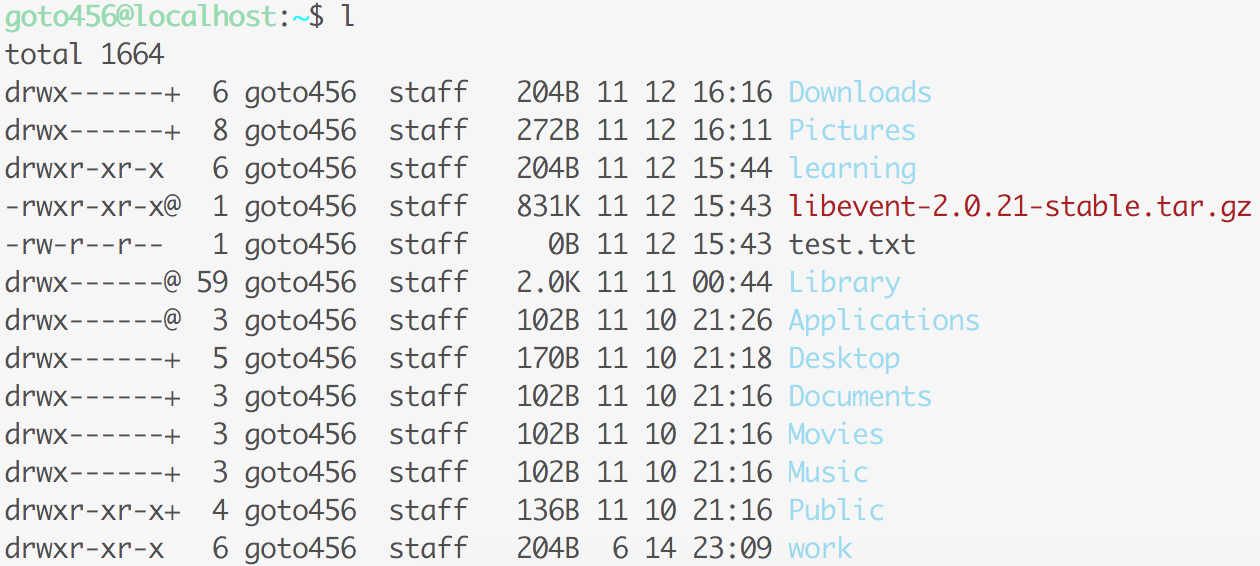 goto456@localhost:~$ l
total 1664
drwx------+  6 goto456  staff   204B 11 12 16:16 Downloads
drwx------+  8 goto456  staff   272B 11 12 16:11 Pictures
drwxr-xr-x   6 goto456  staff   204B 11 12 15:44 learning
-rwxr-xr-x@  1 goto456  staff   831K 11 12 15:43 libevent-2.0.21-stable.tar.gz
-rw-r--r--   1 goto456  staff     0B 11 12 15:43 test.txt
drwx------@ 59 goto456  staff   2.0K 11 11 00:44 Library
drwx------@  3 goto456  staff   102B 11 10 21:26 Applications
drwx------+  5 goto456  staff   170B 11 10 21:18 Desktop
drwx------+  3 goto456  staff   102B 11 10 21:16 Documents
drwx------+  3 goto456  staff   102B 11 10 21:16 Movies
drwx------+  3 goto456  staff   102B 11 10 21:16 Music
drwxr-xr-x+  4 goto456  staff   136B 11 10 21:16 Public
drwxr-xr-x   6 goto456  staff   204B  6 14 23:09 work